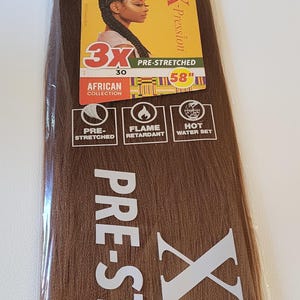 X-Pression
3X
PRE-STRETCHED
30
58"
AFRICAN
COLLECTION
PRE-
STRETCHED
FLAME
RETARDANT
HOT
WATER SET
X
PRE-S